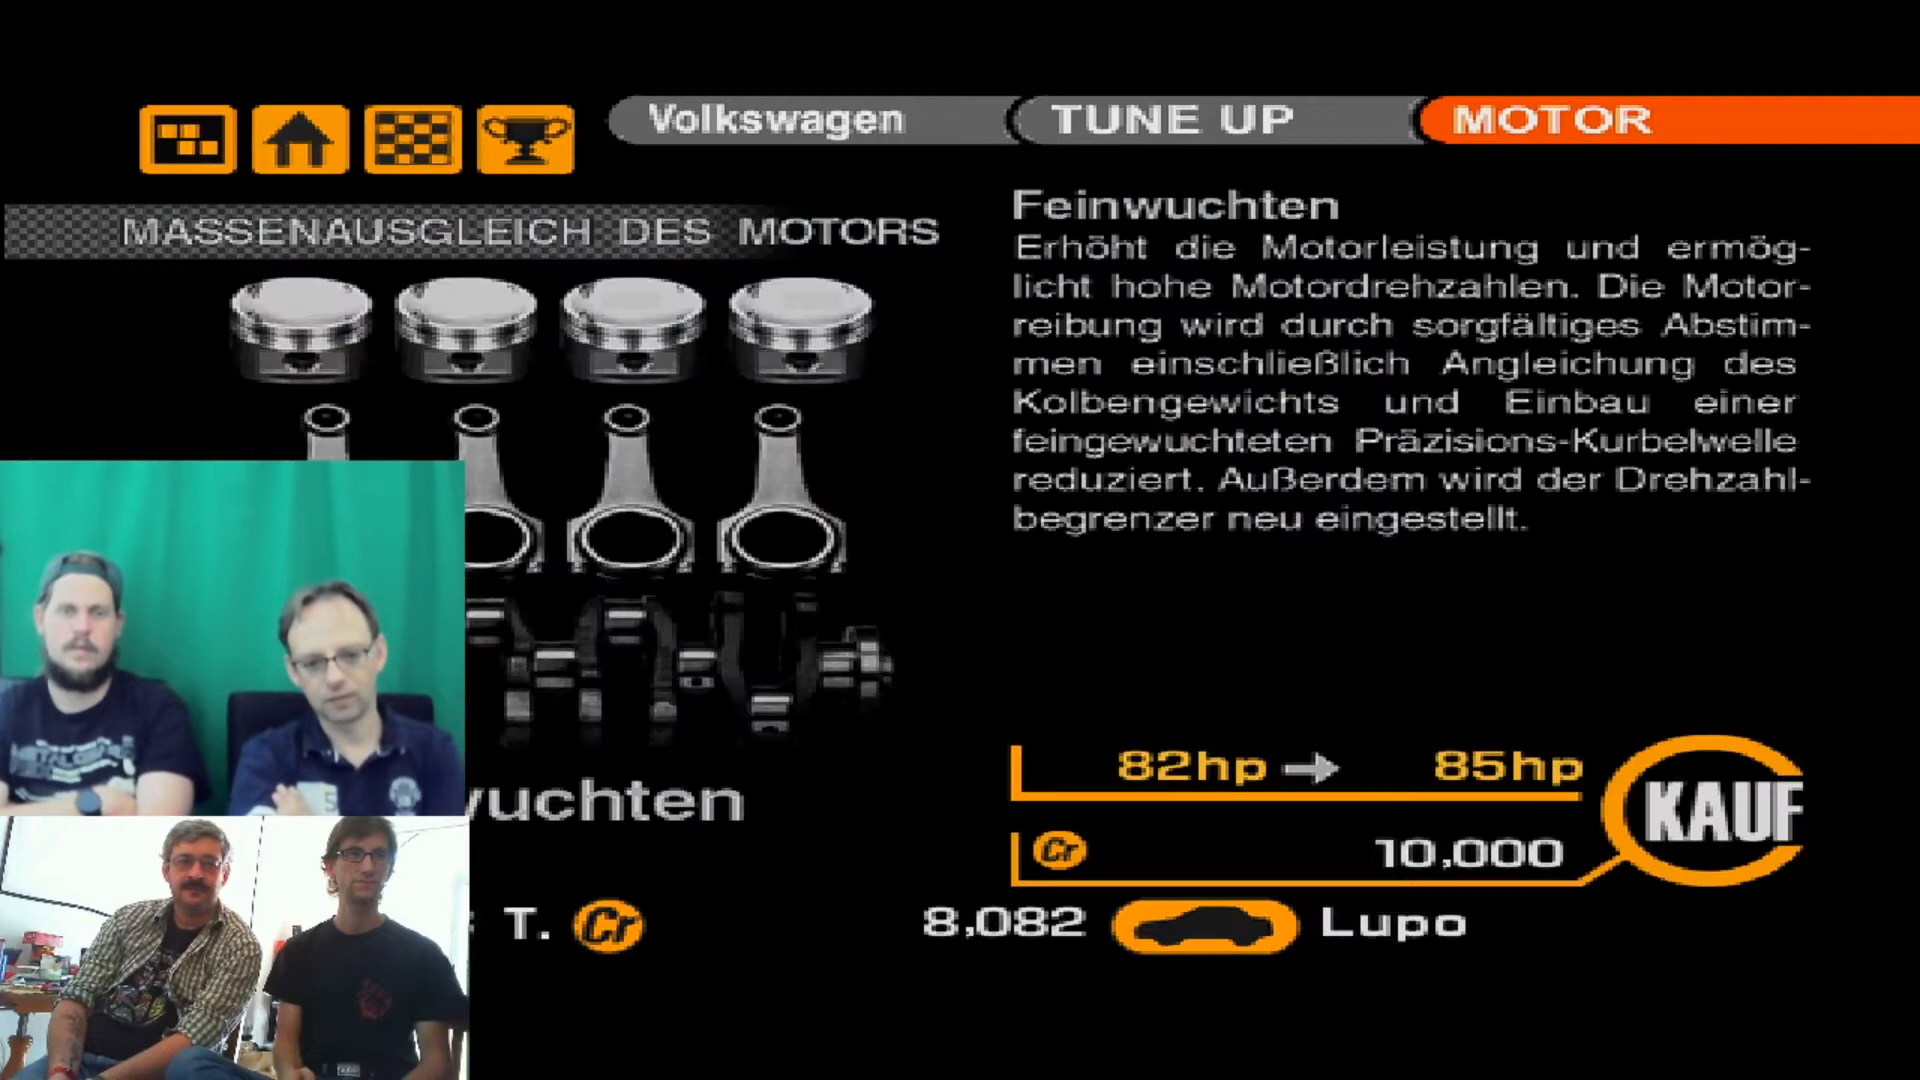 Volkswagen
TUNE UP
MOTOR
MASSENAUSGLEICH DES MOTORS
Feinwuchten
Erhöht die Motorleistung und ermög-
licht hohe Motordrehzahlen. Die Motor-
reibung wird durch sorgfältiges Abstim-
men einschließlich Angleichung des
Kolbengewichts und Einbau einer
feingewuchteten Präzisions-Kurbelwelle
reduziert. Außerdem wird der Drehzahl-
begrenzer neu eingestellt.
82hp
85hp
KAUF
wuchten
Cr
10,000
T.
Cr
8,082
Lupo